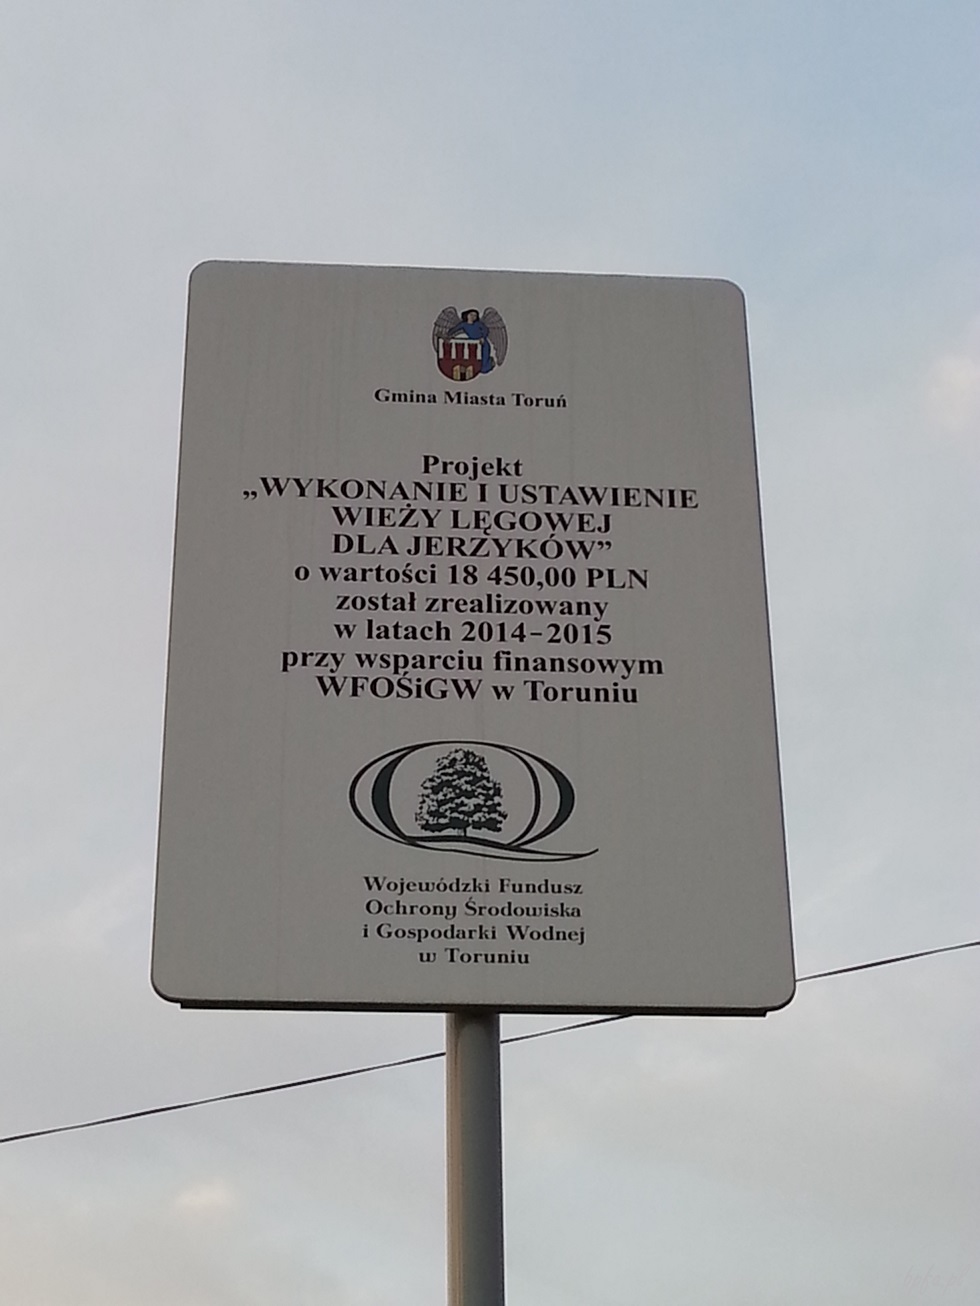 Gmina Miasta Toruń
Projekt
„WYKONANIE I USTAWIENIE
WIEŻY LĘGOWEJ
DLA JERZYKÓW”
o wartości 18 450,00 PLN
został zrealizowany
w latach 2014-2015
przy wsparciu finansowym
WFOŚiGW w Toruniu
Wojewódzki Fundusz
Ochrony Środowiska
i Gospodarki Wodnej
w Toruniu